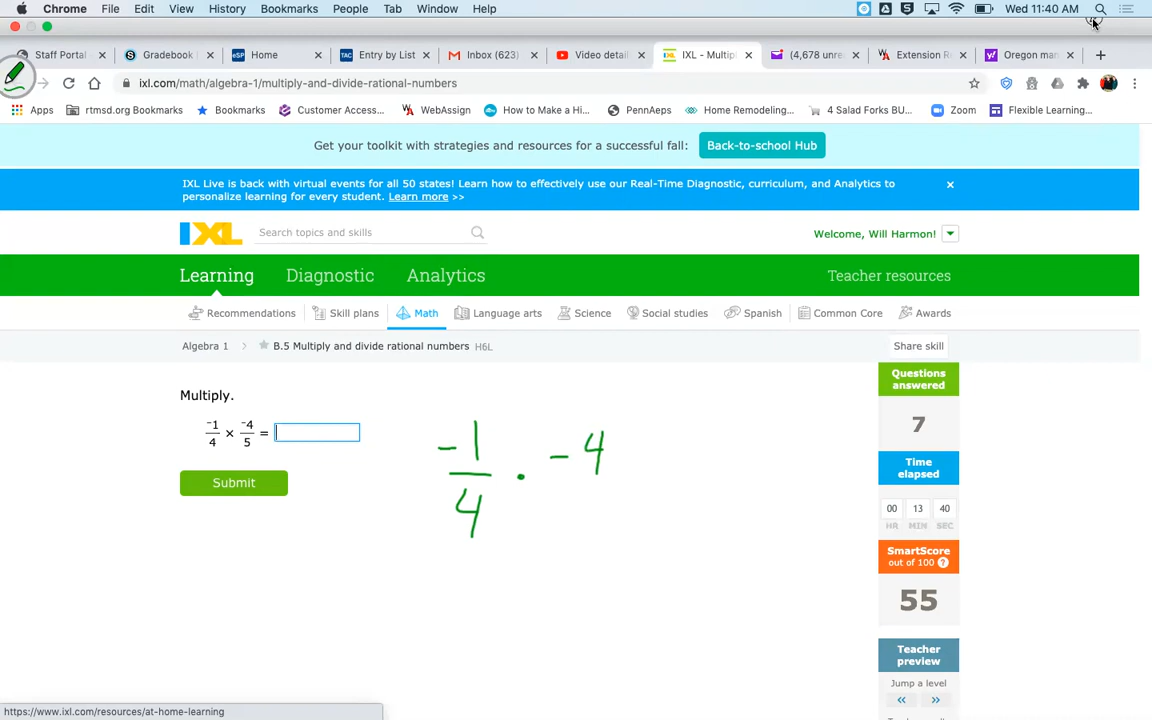 Chrome File Edit View History Bookmarks People Tab Window Help Wed 11:40 AM
Staff Portal Gradebook Home Entry by List Inbox (623) Video detail IXL - Multipl (4,678 unre Extension R Oregon man
ixl.com/math/algebra-1/multiply-and-divide-rational-numbers
Apps rtmsd.org Bookmarks Bookmarks Customer Access... WebAssign How to Make a Hi... PennAeps Home Remodeling... 4 Salad Forks BU... Zoom Flexible Learning...
Get your toolkit with strategies and resources for a successful fall: Back-to-school Hub
IXL Live is back with virtual events for all 50 states! Learn how to effectively use our Real-Time Diagnostic, curriculum, and Analytics to
personalize learning for every student. Learn more >>
IXL Search topics and skills Welcome, Will Harmon!
Learning Diagnostic Analytics Teacher resources
Recommendations Skill plans Math Language arts Science Social studies Spanish Common Core Awards
Algebra 1 B.5 Multiply and divide rational numbers H6L Share skill
Questions
answered
7
Multiply.
-1/4 × -4/5 =
-1/4 · -4
Submit
Time
elapsed
00 13 40
HR MIN SEC
SmartScore
out of 100 ?
55
Teacher
preview
Jump a level
<< >>
https://www.ixl.com/resources/at-home-learning